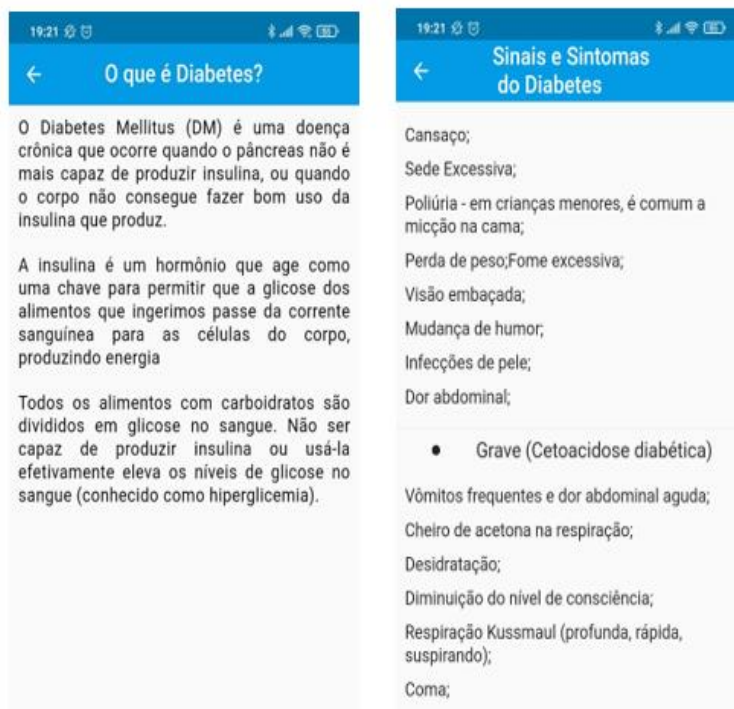 19:21
O que é Diabetes?
O Diabetes Mellitus (DM) é uma doença
crônica que ocorre quando o pâncreas não é
mais capaz de produzir insulina, ou quando
o corpo não consegue fazer bom uso da
insulina que produz.
A insulina é um hormônio que age como
uma chave para permitir que a glicose dos
alimentos que ingerimos passe da corrente
sanguínea para as células do corpo,
produzindo energia
Todos os alimentos com carboidratos são
divididos em glicose no sangue. Não ser
capaz de produzir insulina ou usá-la
efetivamente eleva os níveis de glicose no
sangue (conhecido como hiperglicemia).
19:21
Sinais e Sintomas
do Diabetes
Cansaço;
Sede Excessiva;
Poliúria - em crianças menores, é comum a
micção na cama;
Perda de peso;Fome excessiva;
Visão embaçada;
Mudança de humor;
Infecções de pele;
Dor abdominal;
• Grave (Cetoacidose diabética)
Vômitos frequentes e dor abdominal aguda;
Cheiro de acetona na respiração;
Desidratação;
Diminuição do nível de consciência;
Respiração Kussmaul (profunda, rápida,
suspirando);
Coma;